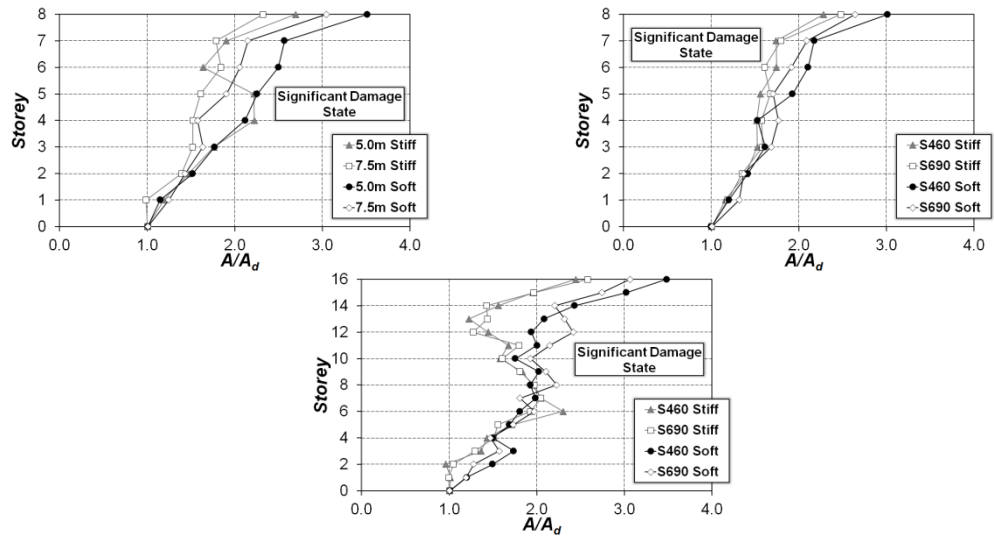 8
7
6
5
4
3
2
1
0
Storey
0.0 1.0 2.0 3.0 4.0
A/Ad
Significant Damage
State
5.0m Stiff
7.5m Stiff
5.0m Soft
7.5m Soft
8
7
6
5
4
3
2
1
0
Storey
0.0 1.0 2.0 3.0 4.0
A/Ad
Significant Damage
State
S460 Stiff
S690 Stiff
S460 Soft
S690 Soft
16
14
12
10
8
6
4
2
0
Storey
0.0 1.0 2.0 3.0 4.0
A/Ad
Significant Damage
State
S460 Stiff
S690 Stiff
S460 Soft
S690 Soft